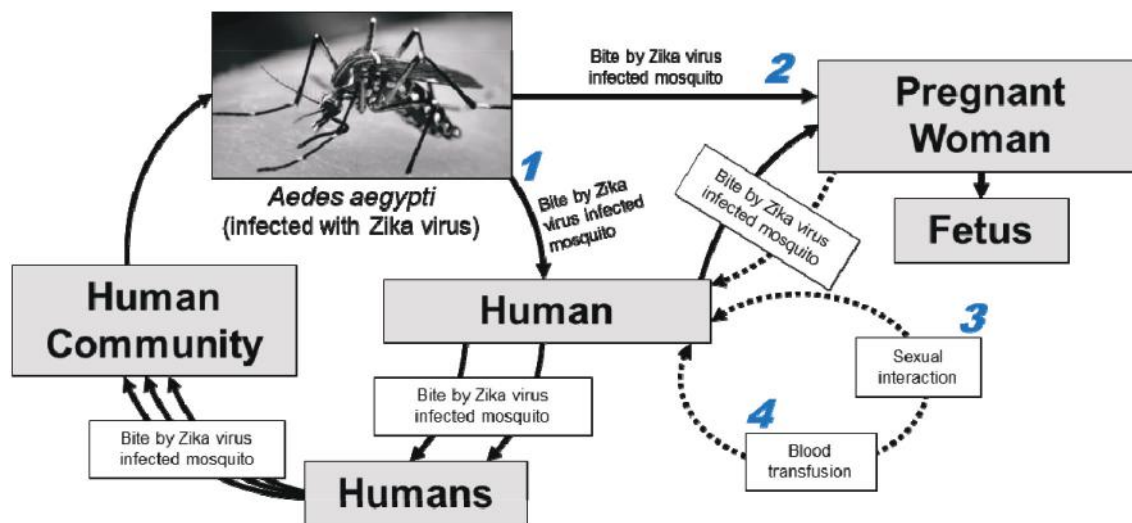 Bite by Zika virus
infected mosquito
2
Pregnant
Woman
1
Aedes aegypti
(infected with Zika virus)
Bite by Zika
virus infected
mosquito
Bite by Zika virus
infected mosquito
Fetus
Human
Community
Human
3
Sexual
interaction
Bite by Zika virus
infected mosquito
4
Blood
transfusion
Bite by Zika virus
infected mosquito
Humans